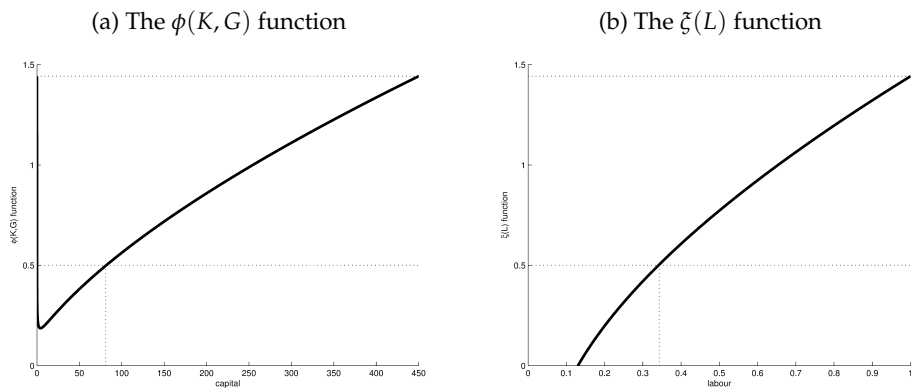 (a) The ϕ(K, G) function
1.5
1
0.5
0
ϕ(K,G) function
0 50 100 150 200 250 300 350 400 450
capital
(b) The ξ̃(L) function
1.5
1
0.5
0
ξ(L) function
0 0.1 0.2 0.3 0.4 0.5 0.6 0.7 0.8 0.9 1
labour